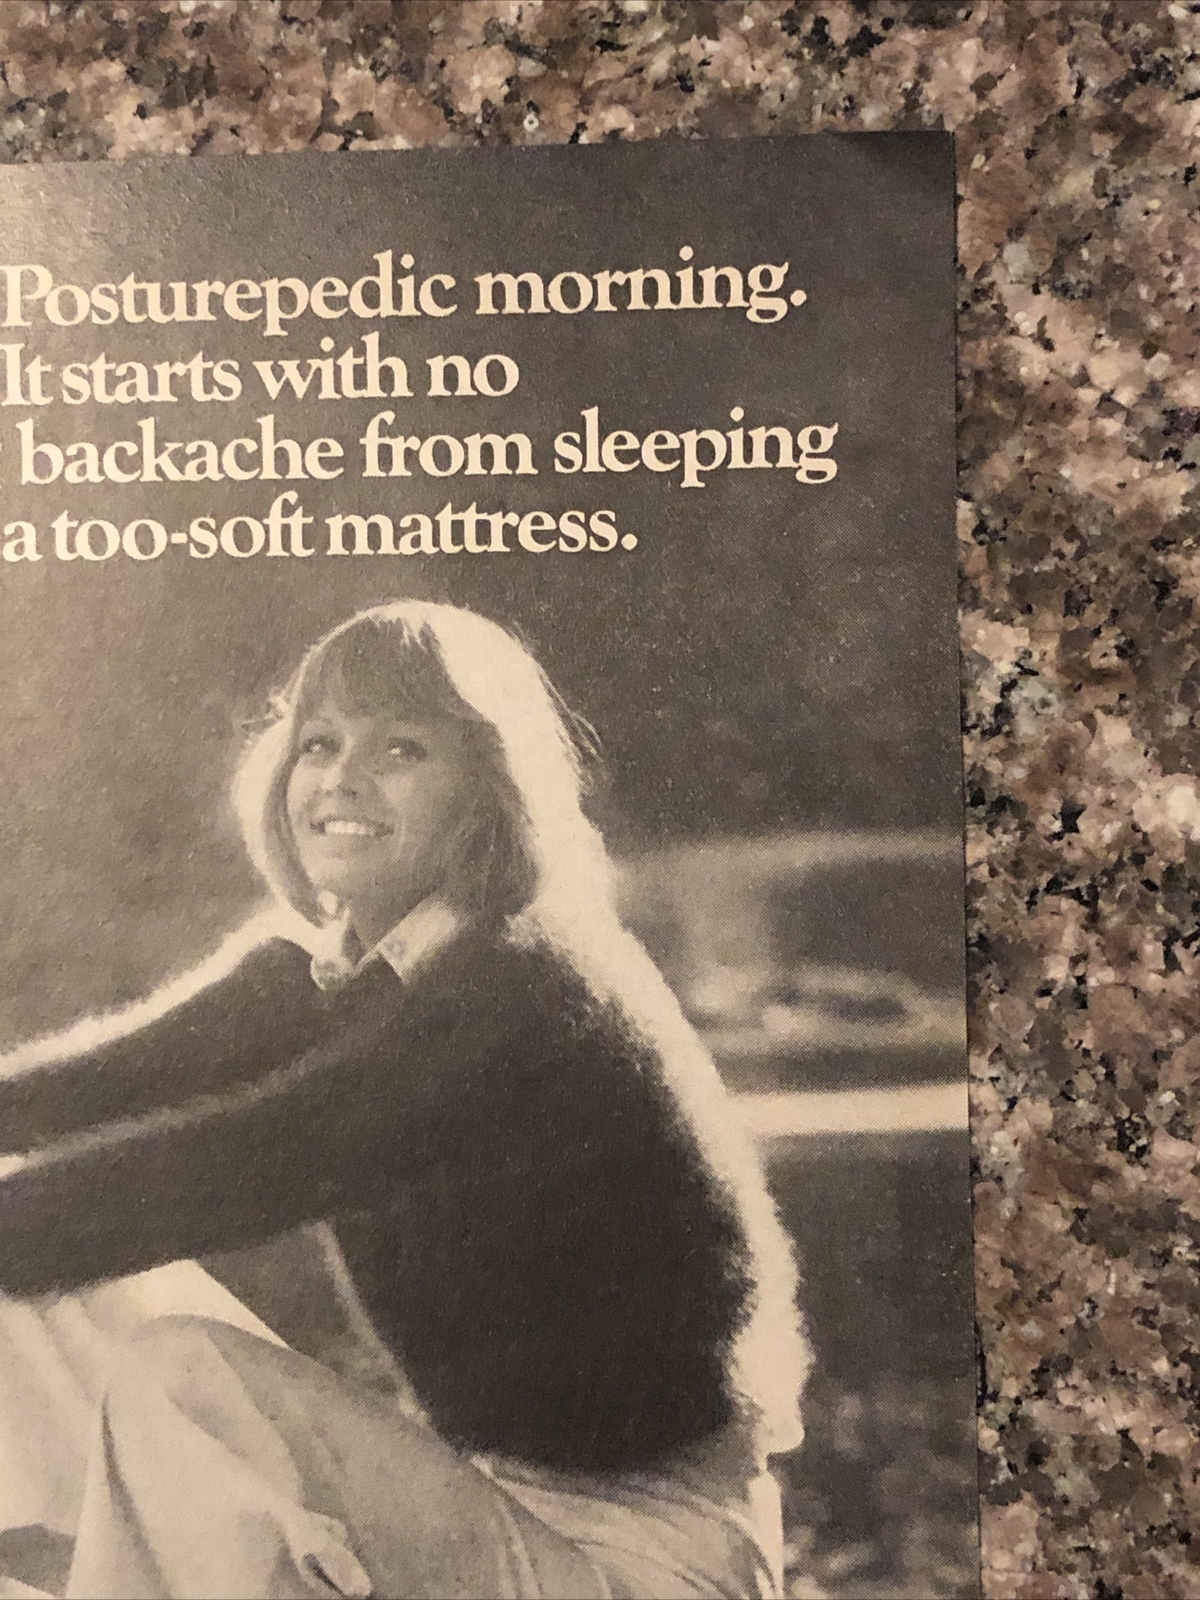 Posturepedic morning.
It starts with no
backache from sleeping
a too-soft mattress.